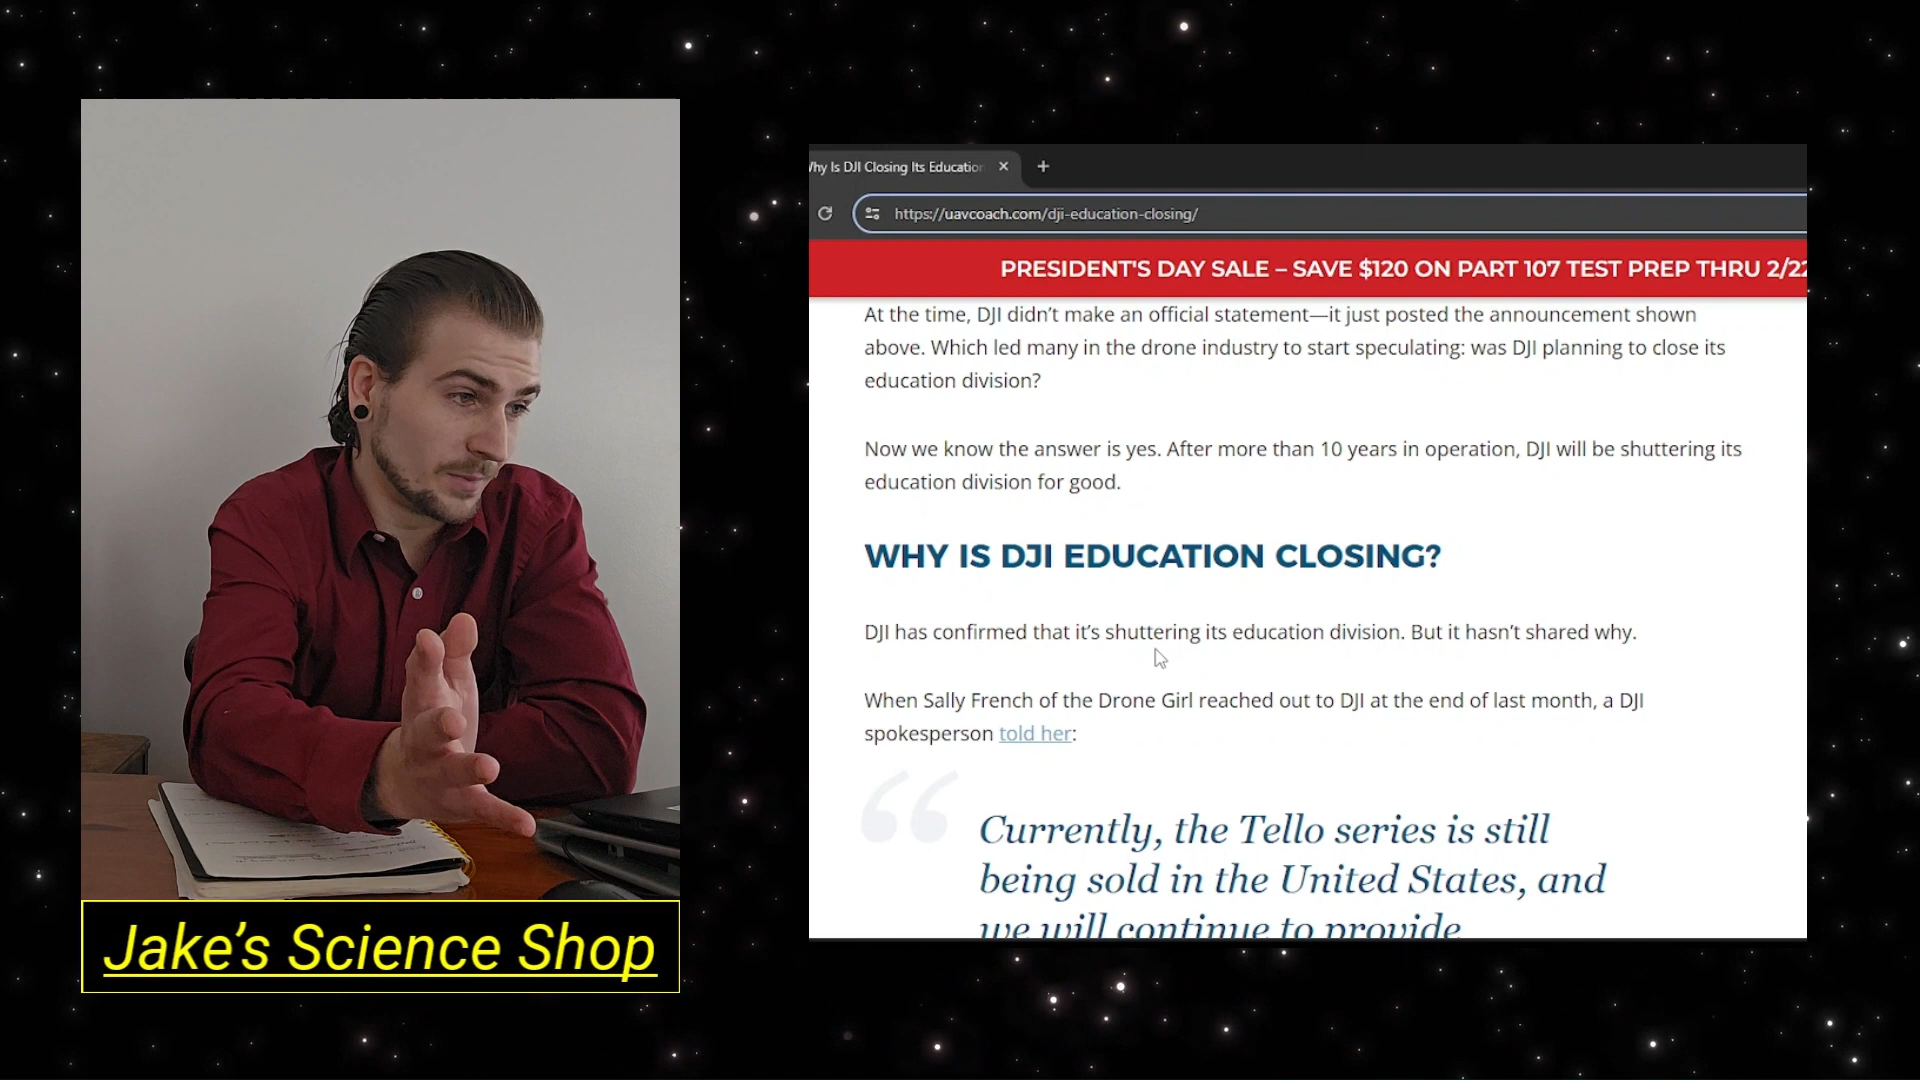 Jake's Science Shop
Why Is DJI Closing Its Education
https://uavcoach.com/dji-education-closing/
PRESIDENT'S DAY SALE – SAVE $120 ON PART 107 TEST PREP THRU 2/22
At the time, DJI didn't make an official statement—it just posted the announcement shown
above. Which led many in the drone industry to start speculating: was DJI planning to close its
education division?
Now we know the answer is yes. After more than 10 years in operation, DJI will be shuttering its
education division for good.
WHY IS DJI EDUCATION CLOSING?
DJI has confirmed that it's shuttering its education division. But it hasn't shared why.
When Sally French of the Drone Girl reached out to DJI at the end of last month, a DJI
spokesperson told her:
“
Currently, the Tello series is still
being sold in the United States, and
we will continue to provide